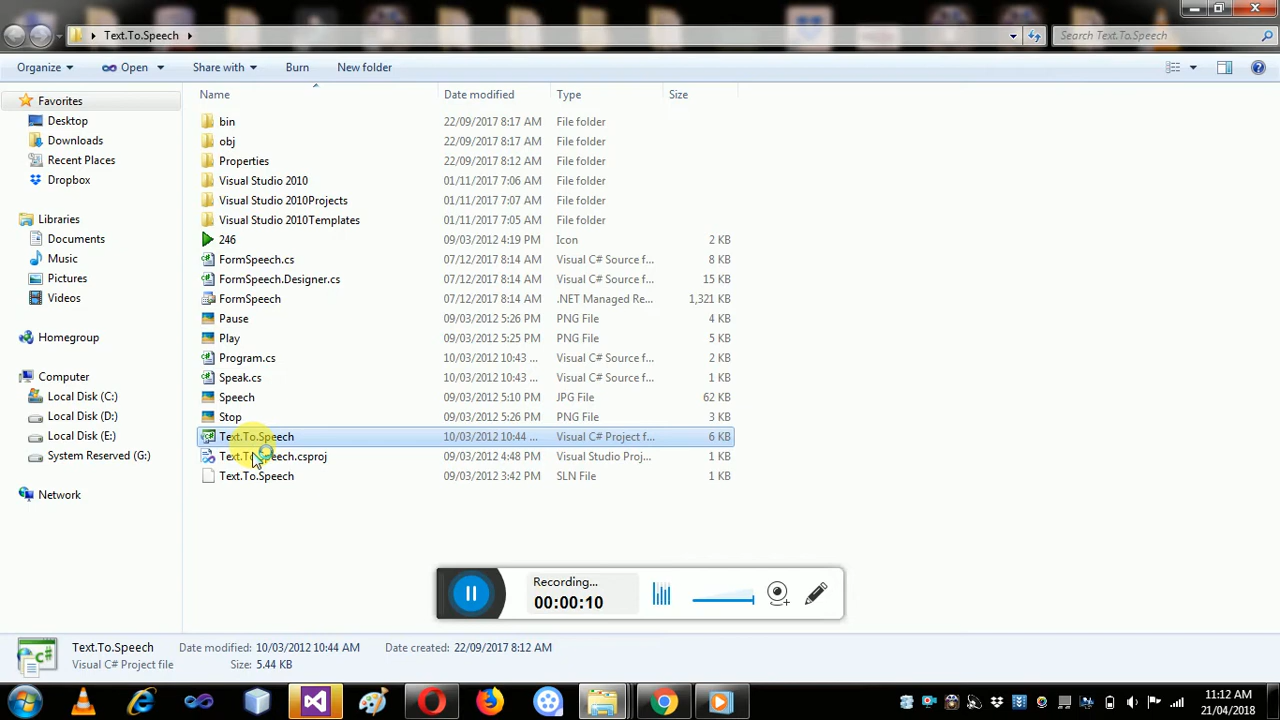 Text.To.Speech
Search Text.To.Speech
Organize Open Share with Burn New folder
Name Date modified Type Size
Favorites
Desktop
Downloads
Recent Places
Dropbox
Libraries
Documents
Music
Pictures
Videos
Homegroup
Computer
Local Disk (C:)
Local Disk (D:)
Local Disk (E:)
System Reserved (G:)
Network
bin 22/09/2017 8:17 AM File folder
obj 22/09/2017 8:17 AM File folder
Properties 22/09/2017 8:12 AM File folder
Visual Studio 2010 01/11/2017 7:06 AM File folder
Visual Studio 2010Projects 01/11/2017 7:07 AM File folder
Visual Studio 2010Templates 01/11/2017 7:05 AM File folder
246 09/03/2012 4:19 PM Icon 2 KB
FormSpeech.cs 07/12/2017 8:14 AM Visual C# Source f... 8 KB
FormSpeech.Designer.cs 07/12/2017 8:14 AM Visual C# Source f... 15 KB
FormSpeech 07/12/2017 8:14 AM .NET Managed Re... 1,321 KB
Pause 09/03/2012 5:26 PM PNG File 4 KB
Play 09/03/2012 5:25 PM PNG File 5 KB
Program.cs 10/03/2012 10:43 ... Visual C# Source f... 2 KB
Speak.cs 10/03/2012 10:43 ... Visual C# Source f... 1 KB
Speech 09/03/2012 5:10 PM JPG File 62 KB
Stop 09/03/2012 5:26 PM PNG File 3 KB
Text.To.Speech 10/03/2012 10:44 ... Visual C# Project f... 6 KB
Text.To.Speech.csproj 09/03/2012 4:48 PM Visual Studio Proj... 1 KB
Text.To.Speech 09/03/2012 3:42 PM SLN File 1 KB
Recording...
00:00:10
Text.To.Speech Date modified: 10/03/2012 10:44 AM Date created: 22/09/2017 8:12 AM
Visual C# Project file Size: 5.44 KB
11:12 AM
21/04/2018